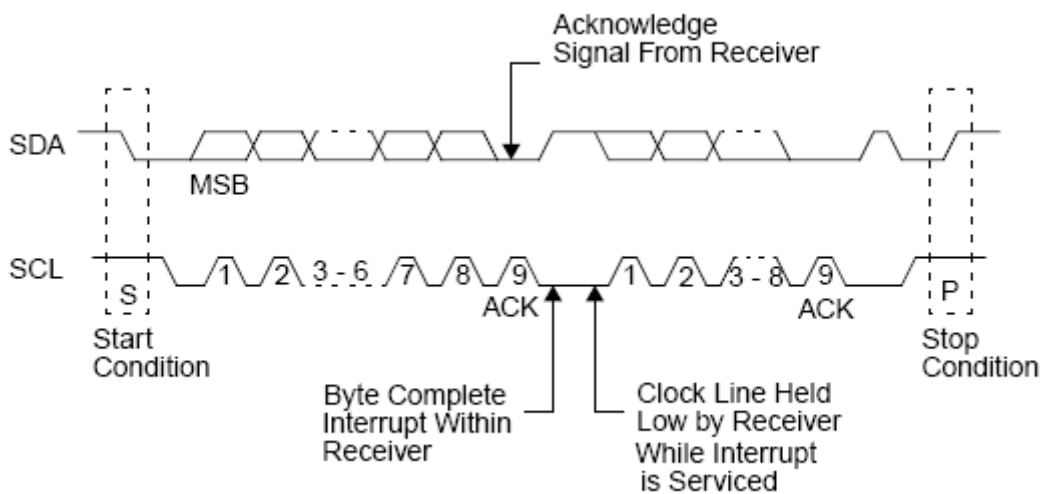 Acknowledge
Signal From Receiver
SDA
MSB
SCL
S
1
2
3 - 6
7
8
9
1
2
3 - 8
9
P
ACK
ACK
Start
Condition
Stop
Condition
Byte Complete
Interrupt Within
Receiver
Clock Line Held
Low by Receiver
While Interrupt
is Serviced